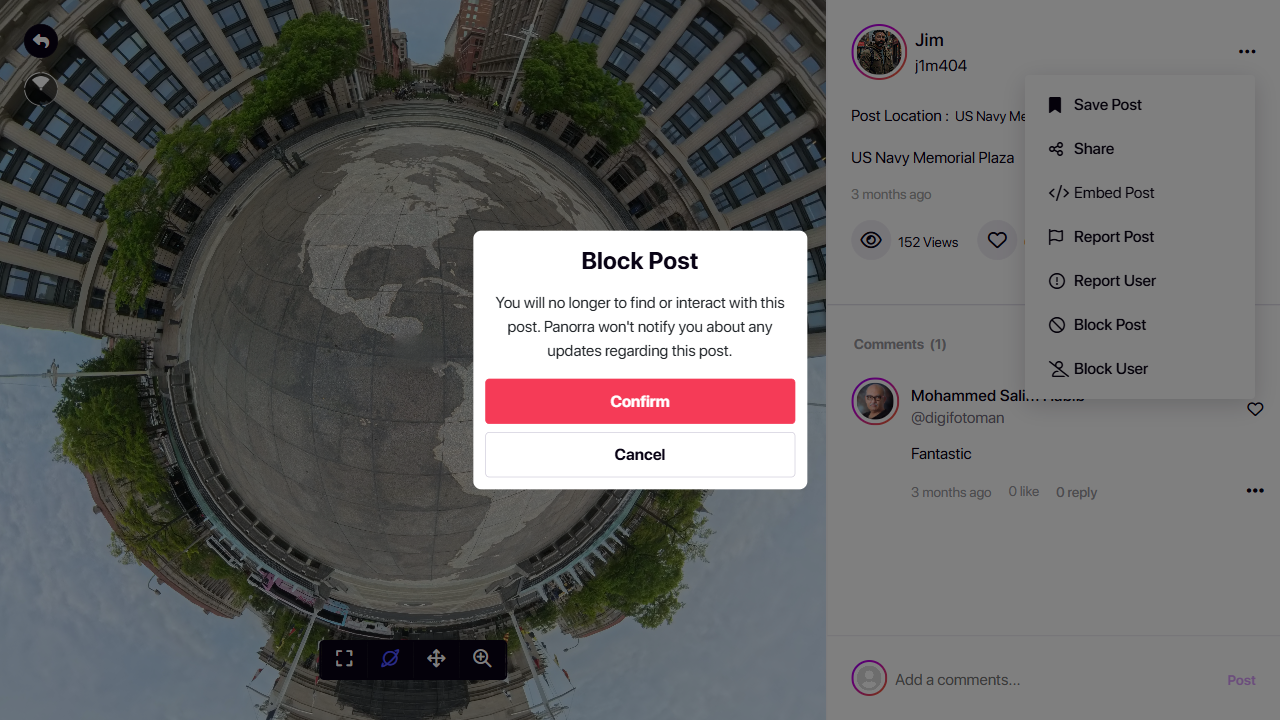 Jim
j1m404
Post Location : US Navy Me
US Navy Memorial Plaza
3 months ago
152 Views
Save Post
Share
Embed Post
Report Post
Report User
Block Post
Block User
Block Post
You will no longer to find or interact with this
post. Panorra won't notify you about any
updates regarding this post.
Confirm
Cancel
Comments (1)
Mohammed Salim Habib
@digifotoman
Fantastic
3 months ago 0 like 0 reply
Add a comments...
Post